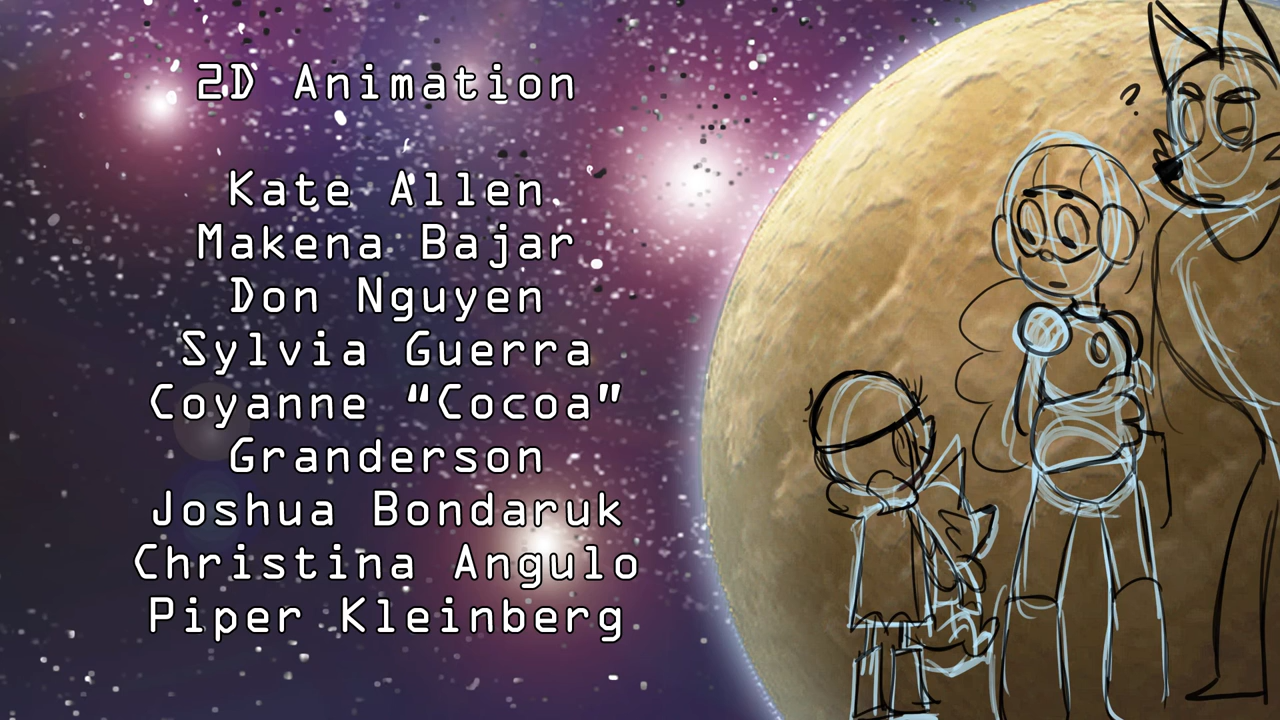 2D Animation
Kate Allen
Makena Bajar
Don Nguyen
Sylvia Guerra
Coyanne “Cocoa”
Granderson
Joshua Bondaruk
Christina Angulo
Piper Kleinberg